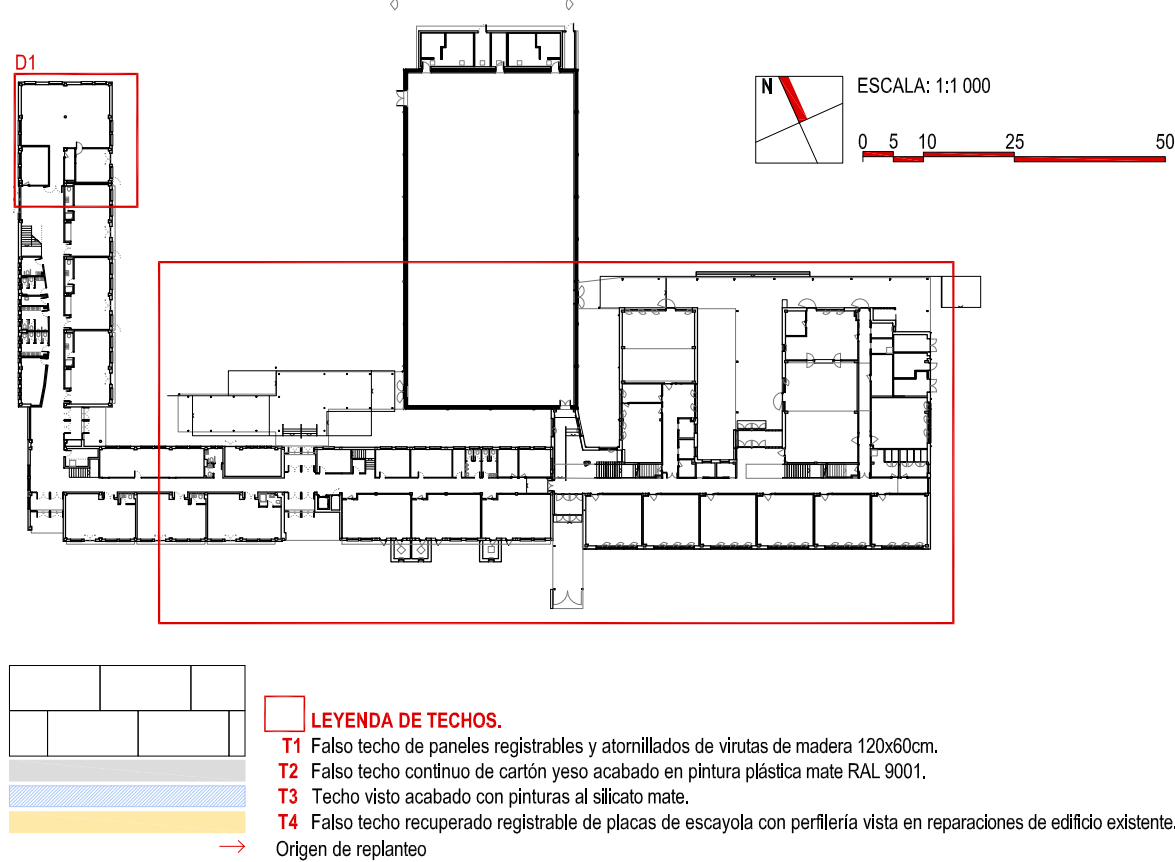 D1
N
ESCALA: 1:1 000
0 5 10 25 50
LEYENDA DE TECHOS.
T1 Falso techo de paneles registrables y atornillados de virutas de madera 120x60cm.
T2 Falso techo continuo de cartón yeso acabado en pintura plástica mate RAL 9001.
T3 Techo visto acabado con pinturas al silicato mate.
T4 Falso techo recuperado registrable de placas de escayola con perfilería vista en reparaciones de edificio existente.
Origen de replanteo